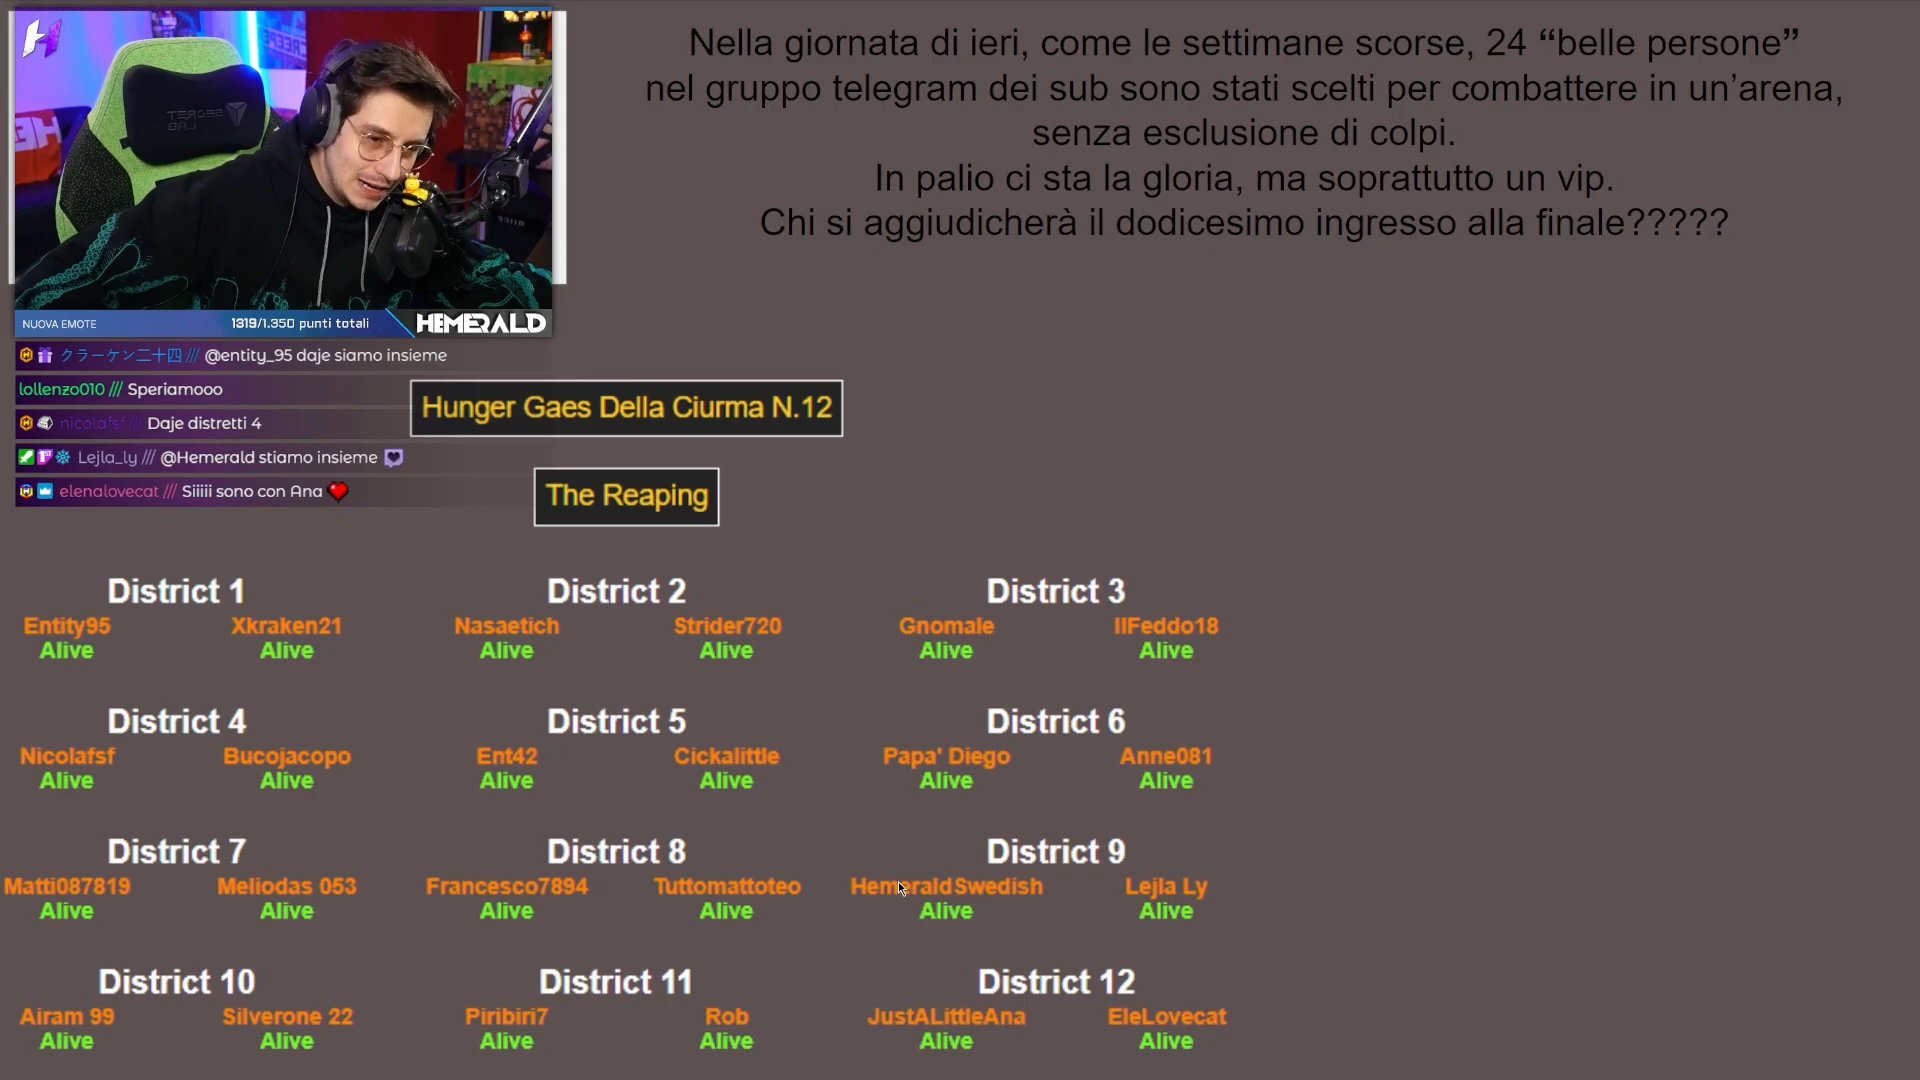 Nella giornata di ieri, come le settimane scorse, 24 “belle persone”
nel gruppo telegram dei sub sono stati scelti per combattere in un’arena,
senza esclusione di colpi.
In palio ci sta la gloria, ma soprattutto un vip.
Chi si aggiudicherà il dodicesimo ingresso alla finale?????
SECRET LAB
NUOVA EMOTE 1319/1.350 punti totali HEMERALD
クラーケン二十四 /// @entity_95 daje siamo insieme
lollenzo010 /// Speriamooo
nicolafsf /// Daje distretti 4
Lejla_ly /// @Hemerald stiamo insieme
elenalovecat /// Siiiii sono con Ana
Hunger Gaes Della Ciurma N.12
The Reaping
District 1 District 2 District 3
Entity95 Xkraken21 Nasaetich Strider720 Gnomale IlFeddo18
Alive Alive Alive Alive Alive Alive
District 4 District 5 District 6
Nicolafsf Bucojacopo Ent42 Cickalittle Papa' Diego Anne081
Alive Alive Alive Alive Alive Alive
District 7 District 8 District 9
Matti087819 Meliodas 053 Francesco7894 Tuttomattoteo HemeraldSwedish Lejla Ly
Alive Alive Alive Alive Alive Alive
District 10 District 11 District 12
Airam 99 Silverone 22 Piribiri7 Rob JustALittleAna EleLovecat
Alive Alive Alive Alive Alive Alive